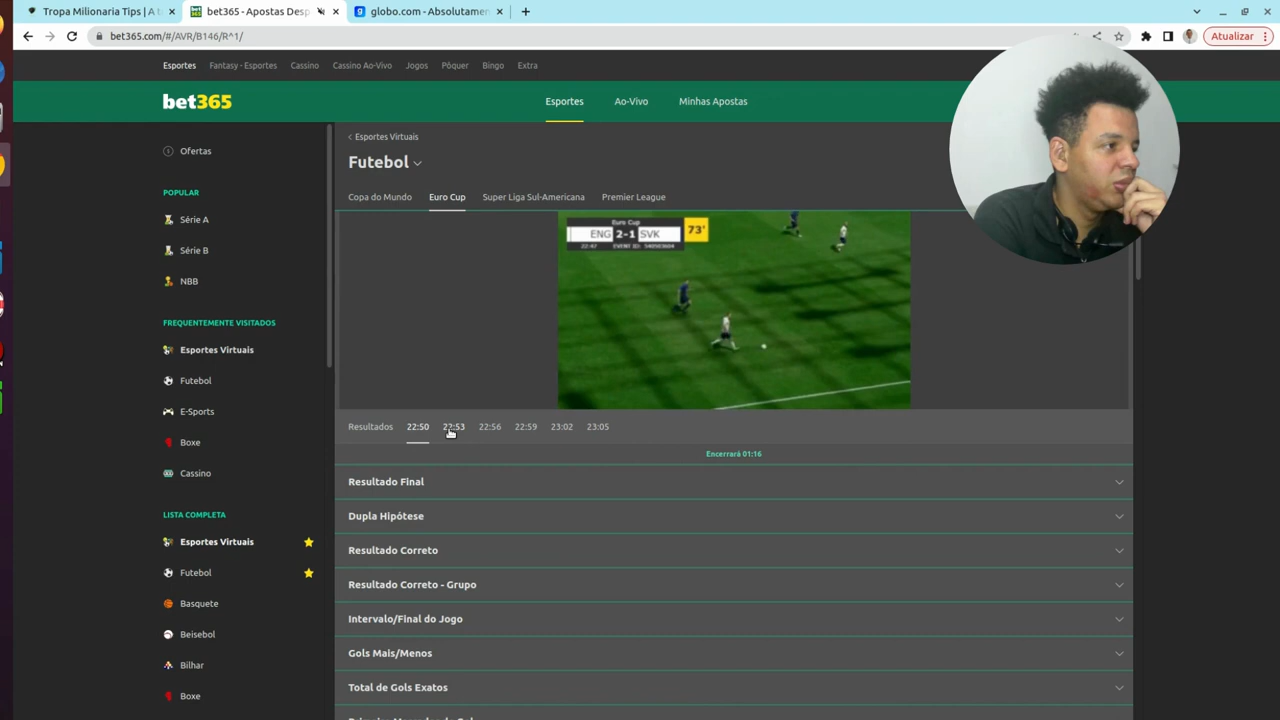 Tropa Milionaria Tips | A t
bet365 - Apostas Desp
globo.com - Absolutamen
bet365.com/#/AVR/B146/R^1/
Atualizar
Esportes
Fantasy - Esportes
Cassino
Cassino Ao-Vivo
Jogos
Pôquer
Bingo
Extra
bet365
Esportes
Ao-Vivo
Minhas Apostas
Ofertas
POPULAR
Série A
Série B
NBB
FREQUENTEMENTE VISITADOS
Esportes Virtuais
Futebol
E-Sports
Boxe
Cassino
LISTA COMPLETA
Esportes Virtuais
Futebol
Basquete
Beisebol
Bilhar
Boxe
Esportes Virtuais
Futebol
Copa do Mundo
Euro Cup
Super Liga Sul-Americana
Premier League
Euro Cup
ENG 2-1 SVK
73'
22:47 EVENT ID:
Resultados
22:50
22:53
22:56
22:59
23:02
23:05
Encerrará 01:16
Resultado Final
Dupla Hipótese
Resultado Correto
Resultado Correto - Grupo
Intervalo/Final do Jogo
Gols Mais/Menos
Total de Gols Exatos